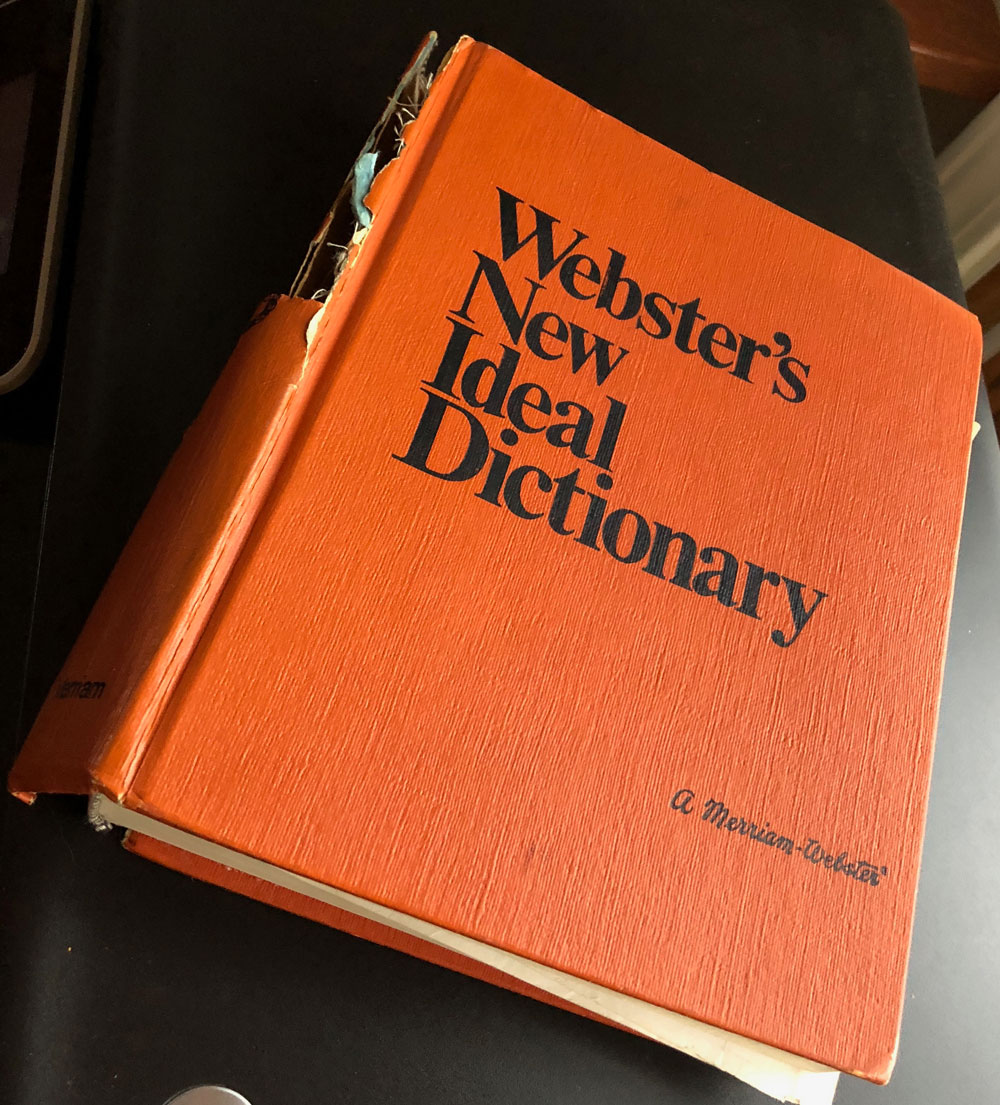 Webster's
New
Ideal
Dictionary
A Merriam-Webster®